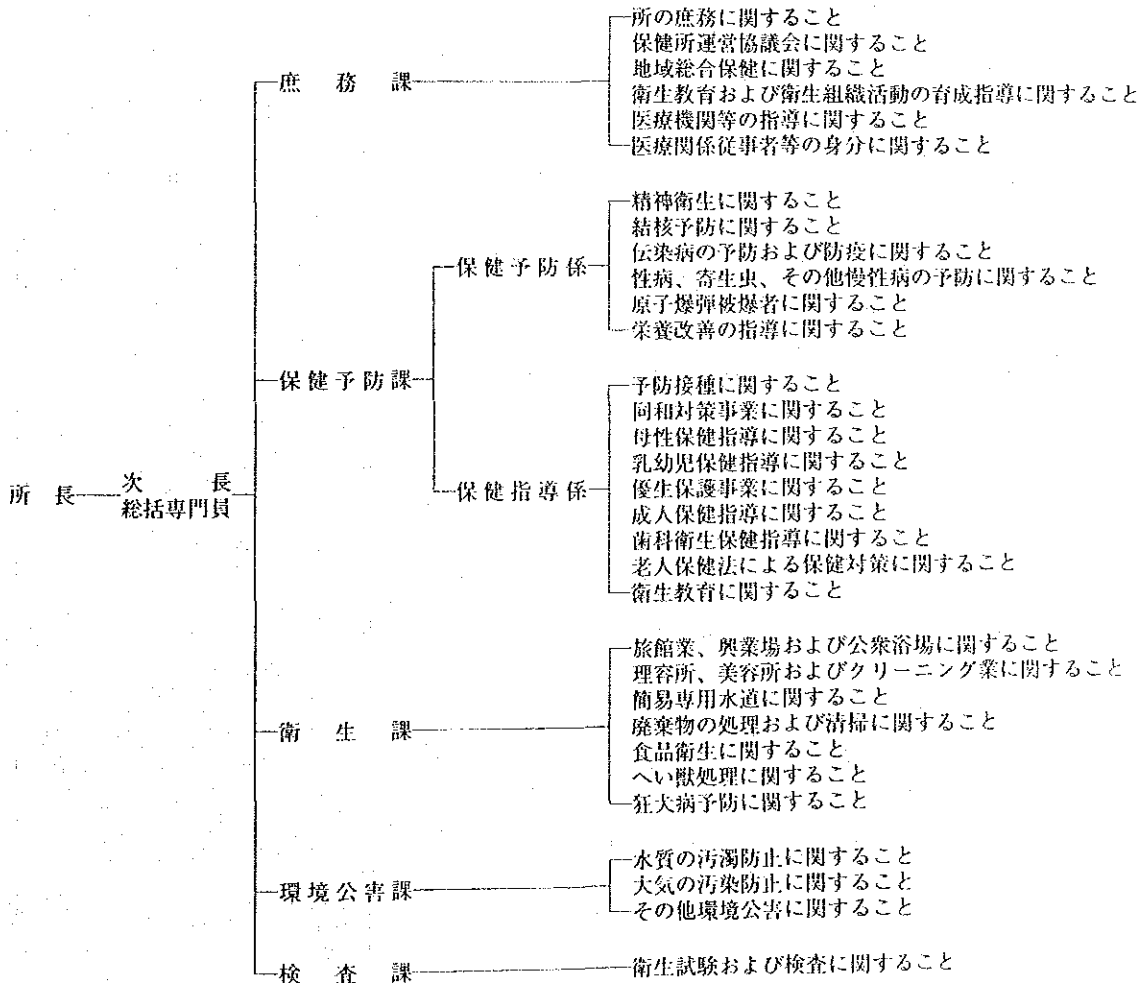 所長
次長
総括専門員
庶務課
所の庶務に関すること
保健所運営協議会に関すること
地域総合保健に関すること
衛生教育および衛生組織活動の育成指導に関すること
医療機関等の指導に関すること
医療関係従事者等の身分に関すること
保健予防課
保健予防係
精神衛生に関すること
結核予防に関すること
伝染病の予防および防疫に関すること
性病、寄生虫、その他慢性病の予防に関すること
原子爆弾被爆者に関すること
栄養改善の指導に関すること
保健指導係
予防接種に関すること
同和対策事業に関すること
母性保健指導に関すること
乳幼児保健指導に関すること
優生保護事業に関すること
成人保健指導に関すること
歯科衛生保健指導に関すること
老人保健法による保健対策に関すること
衛生教育に関すること
衛生課
旅館業、興業場および公衆浴場に関すること
理容所、美容所およびクリーニング業に関すること
簡易専用水道に関すること
廃棄物の処理および清掃に関すること
食品衛生に関すること
へい獣処理に関すること
狂犬病予防に関すること
環境公害課
水質の汚濁防止に関すること
大気の汚染防止に関すること
その他環境公害に関すること
検査課
衛生試験および検査に関すること